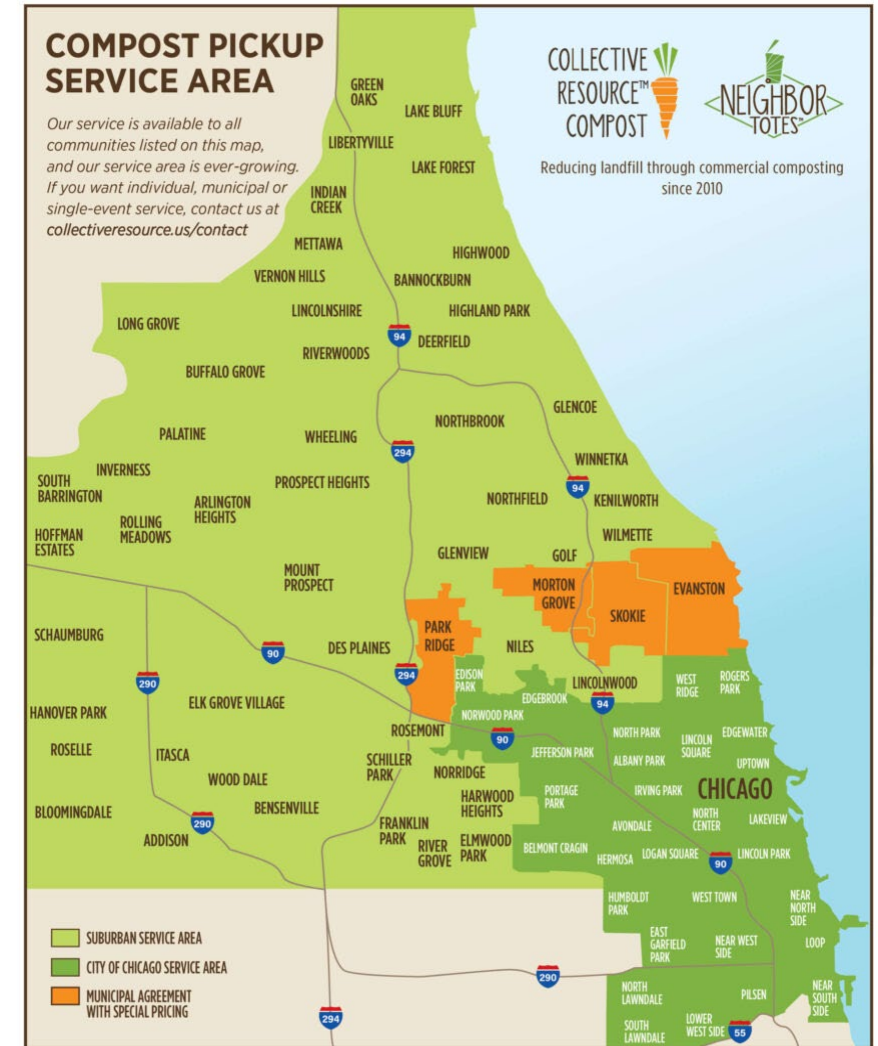 COMPOST PICKUP
SERVICE AREA
Our service is available to all
communities listed on this map,
and our service area is ever-growing.
If you want individual, municipal or
single-event service, contact us at
collectiveresource.us/contact
COLLECTIVE
RESOURCE™
COMPOST
NEIGHBOR
TOTES™
Reducing landfill through commercial composting
since 2010
GREEN
OAKS
LAKE BLUFF
LIBERTYVILLE
LAKE FOREST
INDIAN
CREEK
METTAWA
HIGHWOOD
VERNON HILLS
BANNOCKBURN
LINCOLNSHIRE
HIGHLAND PARK
LONG GROVE
94
DEERFIELD
RIVERWOODS
BUFFALO GROVE
GLENCOE
NORTHBROOK
PALATINE
WHEELING
294
WINNETKA
INVERNESS
SOUTH
BARRINGTON
PROSPECT HEIGHTS
94
NORTHFIELD
KENILWORTH
ARLINGTON
HEIGHTS
ROLLING
MEADOWS
HOFFMAN
ESTATES
WILMETTE
GLENVIEW
GOLF
MOUNT
PROSPECT
MORTON
GROVE
EVANSTON
SKOKIE
PARK
RIDGE
SCHAUMBURG
90
DES PLAINES
NILES
294
EDISON
PARK
290
LINCOLNWOOD
WEST
RIDGE
ROGERS
PARK
EDGEBROOK
94
ELK GROVE VILLAGE
HANOVER PARK
NORWOOD PARK
ROSEMONT
90
NORTH PARK
EDGEWATER
LINCOLN
SQUARE
ROSELLE
ITASCA
JEFFERSON PARK
ALBANY PARK
UPTOWN
SCHILLER
PARK
NORRIDGE
WOOD DALE
CHICAGO
PORTAGE
PARK
IRVING PARK
HARWOOD
HEIGHTS
BENSENVILLE
BLOOMINGDALE
NORTH
CENTER
LAKEVIEW
290
FRANKLIN
PARK
AVONDALE
ADDISON
RIVER
GROVE
ELMWOOD
PARK
BELMONT CRAGIN
HERMOSA
LOGAN SQUARE
90
LINCOLN PARK
HUMBOLDT
PARK
WEST TOWN
NEAR
NORTH
SIDE
EAST
GARFIELD
PARK
NEAR WEST
SIDE
LOOP
290
NORTH
LAWNDALE
PILSEN
NEAR
SOUTH
SIDE
294
SOUTH
LAWNDALE
LOWER
WEST SIDE
55
SUBURBAN SERVICE AREA
CITY OF CHICAGO SERVICE AREA
MUNICIPAL AGREEMENT
WITH SPECIAL PRICING